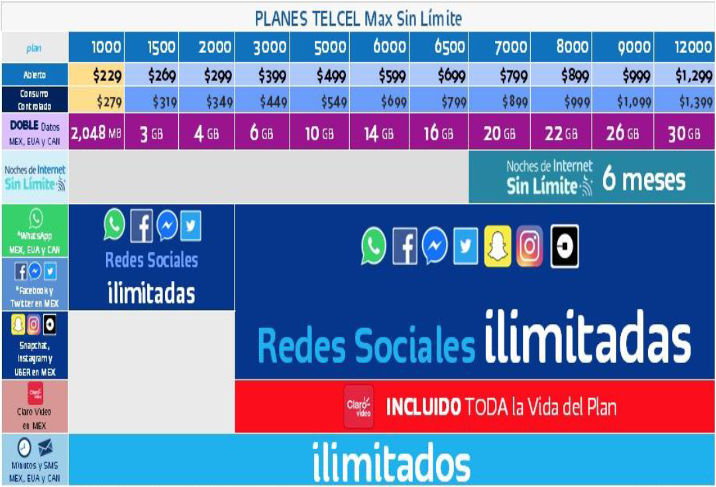 PLANES TELCEL Max Sin Límite
plan 1000 1500 2000 3000 5000 6000 6500 7000 8000 9000 12000
Abierto $229 $269 $299 $399 $499 $599 $699 $799 $899 $999 $1,299
Consumo
Controlado $279 $319 $349 $449 $549 $699 $799 $899 $999 $1,099 $1,399
DOBLE Datos
MEX, EUA y CAN
2,048 MB 3 GB 4 GB 6 GB 10 GB 14 GB 16 GB 20 GB 22 GB 26 GB 30 GB
Noches de Internet
Sin Límite
Noches de Internet
Sin Límite 6 meses
*WhatsApp
MEX, EUA y CAN
*Facebook y
Twitter en MEX
Redes Sociales
ilimitadas
Snapchat,
Instagram y
UBER en MEX
Redes Sociales ilimitadas
Claro video
Claro Video
en MEX
Claro video INCLUIDO TODA la Vida del Plan
Minutos y SMS
MEX, EUA y CAN
ilimitados